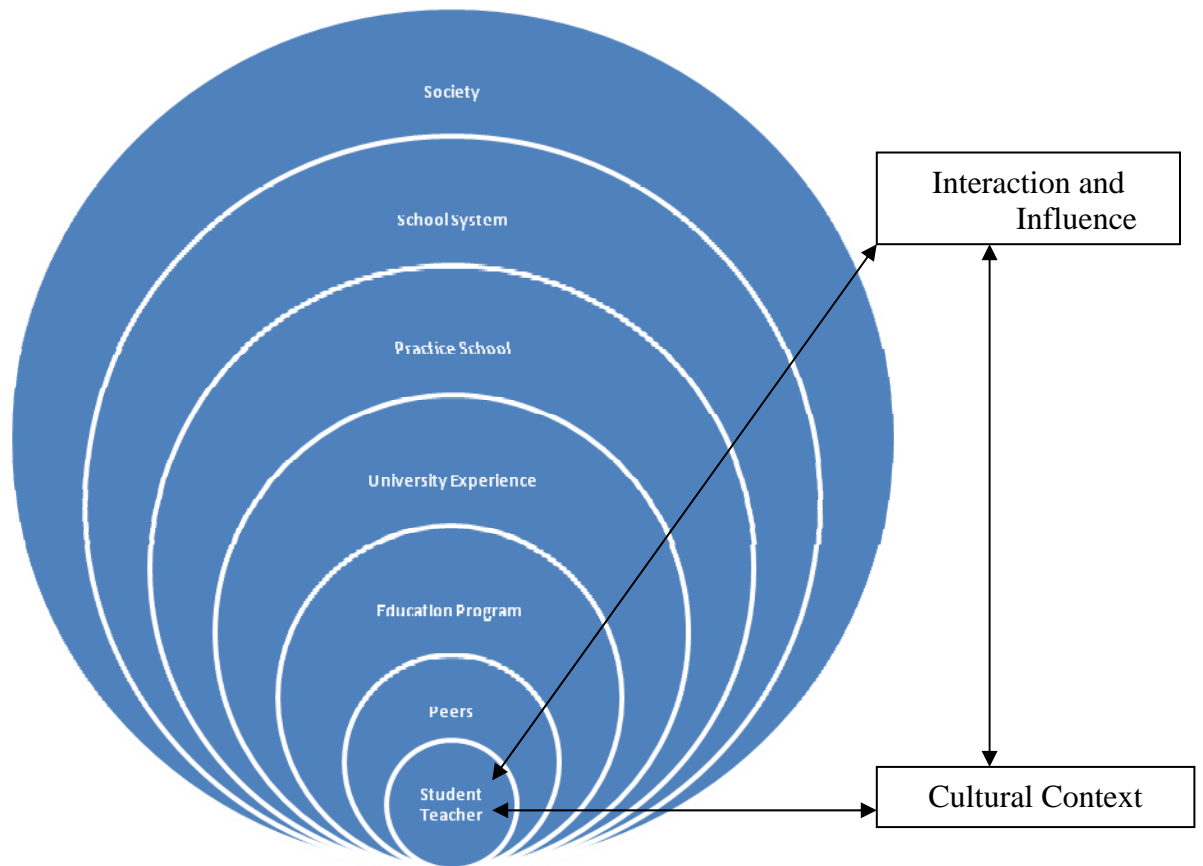 Society
School System
Practice School
University Experience
Education Program
Peers
Student
Teacher
Interaction and
Influence
Cultural Context